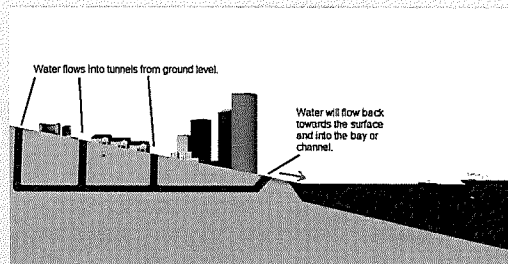 Water flows into tunnels from ground level.
Water will flow back
towards the surface
and into the bay or
channel.